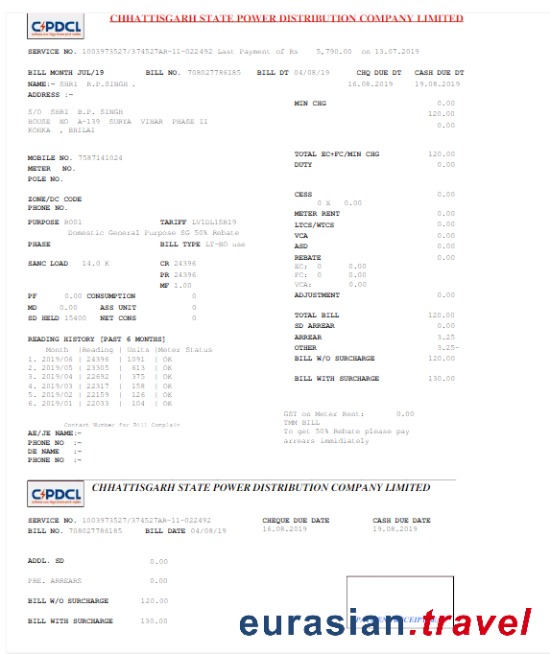 CSPDCL
CHHATTISGARH STATE POWER DISTRIBUTION COMPANY LIMITED
SERVICE NO. 1003973527/374527AR-11-022492 Last Payment of Rs 5,790.00 on 13.07.2019
BILL MONTH JUL/19 BILL NO. 708027786185 BILL DT 04/08/19 CHQ DUE DT CASH DUE DT
NAME:- SHRI R.P.SINGH , 16.08.2019 19.08.2019
ADDRESS :-
MIN CHG 0.00
S/O SHRI B.P. SINGH 120.00
HOUSE NO A-139 SURYA VIHAR PHASE II
KOHKA , BHILAI 0.00
MOBILE NO. 7587141024 TOTAL EC+FC/MIN CHG 120.00
METER NO. DUTY 0.00
POLE NO.
CESS 0.00
ZONE/DC CODE 0 X 0.00
PHONE NO. METER RENT 0.00
PURPOSE R001 TARIFF LV1DL1SB19 LTCS/WTCS 0.00
Domestic General Purpose SG 50% Rebate VCA 0.00
PHASE BILL TYPE LY-NO use ASD 0.00
REBATE 0.00
SANC LOAD 14.0 K CR 24396 EC: 0 0.00
PR 24396 FC: 0 0.00
MF 1.00 VCA: 0.00
PF 0.00 CONSUMPTION 0 ADJUSTMENT 0.00
MD 0.00 ASS UNIT 0
SD HELD 15400 NET CONS 0 TOTAL BILL 120.00
SD ARREAR 0.00
READING HISTORY [PAST 6 MONTHS] ARREAR 3.25
Month |Reading | Units |Meter Status OTHER 3.25-
1. 2019/06 | 24396 | 1091 | OK BILL W/O SURCHARGE 120.00
2. 2019/05 | 23305 | 613 | OK
3. 2019/04 | 22692 | 375 | OK BILL WITH SURCHARGE 130.00
4. 2019/03 | 22317 | 158 | OK
5. 2019/02 | 22159 | 126 | OK
6. 2019/01 | 22033 | 104 | OK
GST on Meter Rent: 0.00
Contact Number for Bill Complain TMM BILL
AE/JE NAME:- To get 50% Rebate please pay
PHONE NO :- arrears immediately
DE NAME :-
PHONE NO :-
CSPDCL
CHHATTISGARH STATE POWER DISTRIBUTION COMPANY LIMITED
SERVICE NO. 1003973527/374527AR-11-022492 CHEQUE DUE DATE CASH DUE DATE
BILL NO. 708027786185 BILL DATE 04/08/19 16.08.2019 19.08.2019
ADDL. SD 0.00
PRE. ARREARS 0.00
BILL W/O SURCHARGE 120.00
BILL WITH SURCHARGE 130.00
eurasian.travel